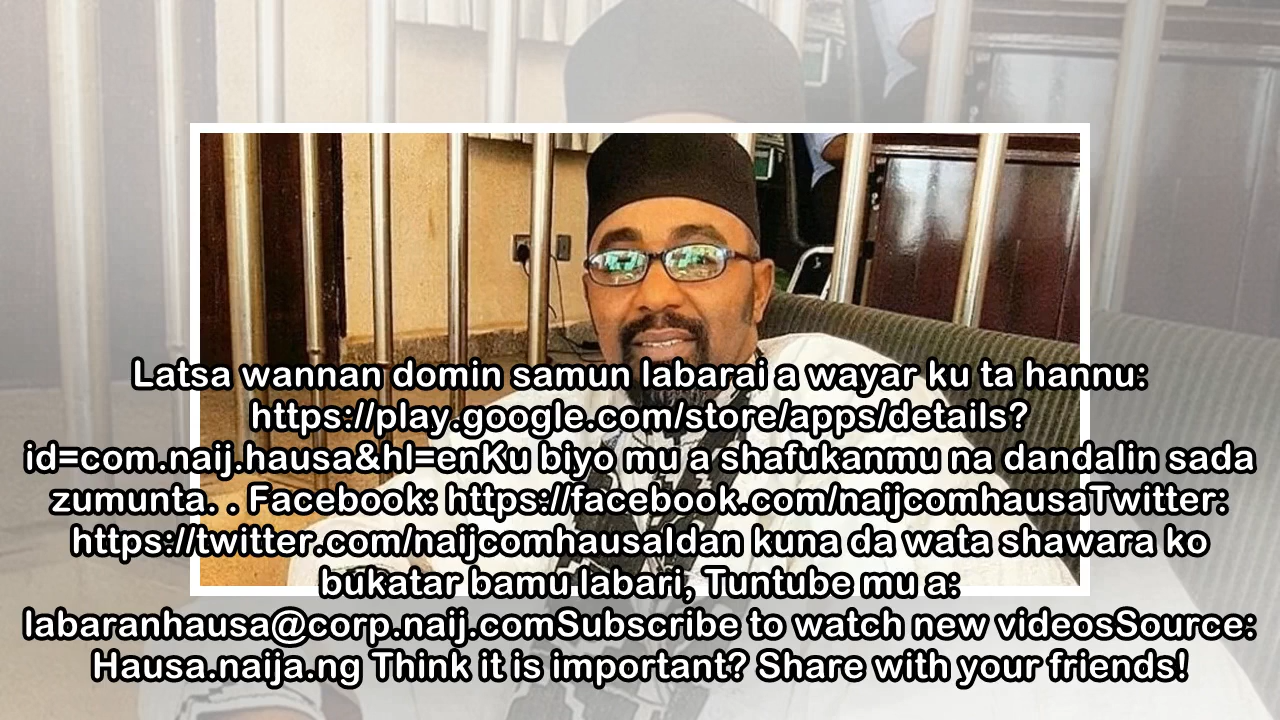 Latsa wannan domin samun labarai a wayar ku ta hannu:
https://play.google.com/store/apps/details?
id=com.naij.hausa&hl=enKu biyo mu a shafukanmu na dandalin sada
zumunta. . Facebook: https://facebook.com/naijcomhausaTwitter:
https://twitter.com/naijcomhausaIdan kuna da wata shawara ko
bukatar bamu labari, Tuntube mu a:
labaranhausa@corp.naij.comSubscribe to watch new videosSource:
Hausa.naija.ng Think it is important? Share with your friends!